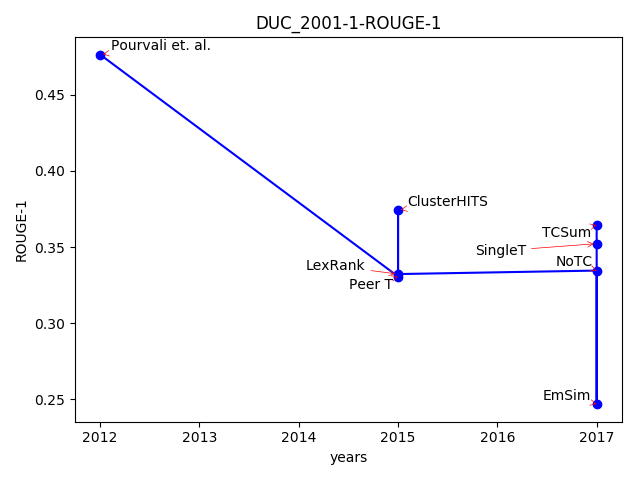 DUC_2001-1-ROUGE-1
Pourvali et. al.
ClusterHITS
TCSum
SingleT
NoTC
LexRank
Peer T
EmSim
ROUGE-1
0.45
0.40
0.35
0.30
0.25
2012 2013 2014 2015 2016 2017
years